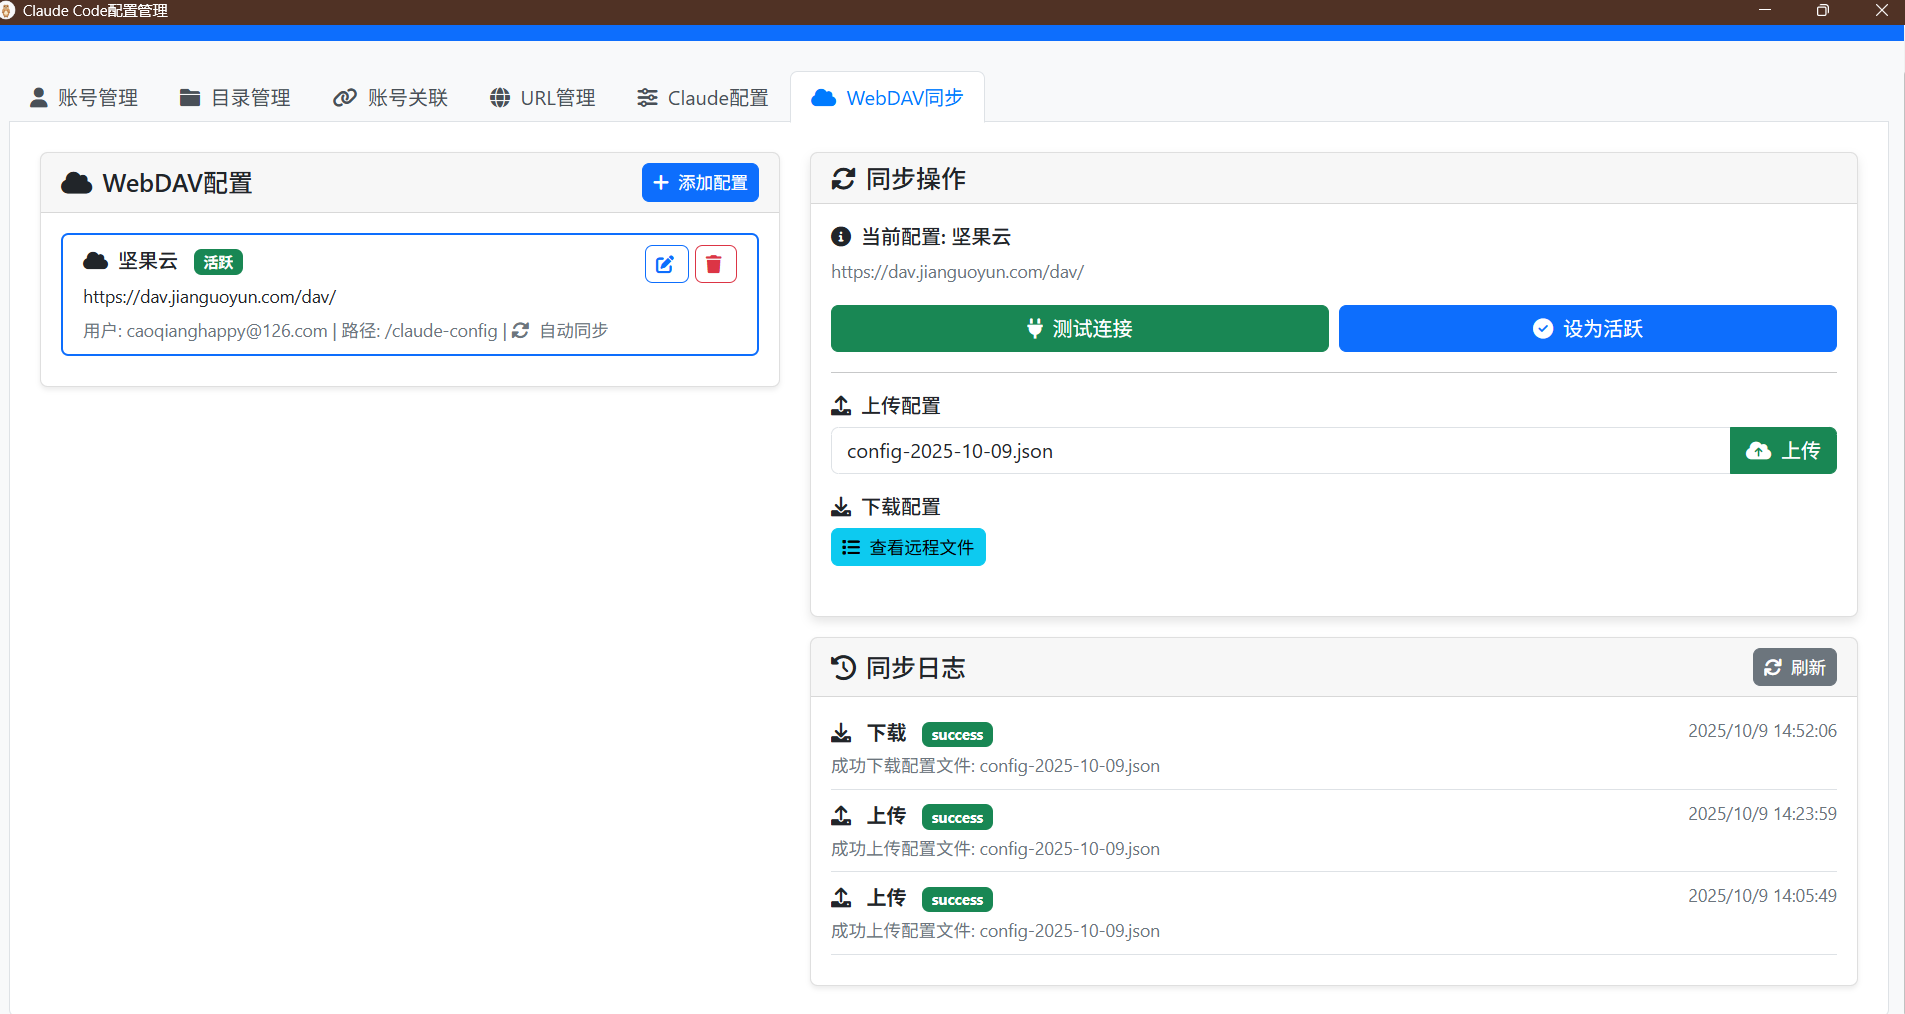 Claude Code配置管理
账号管理
目录管理
账号关联
URL管理
Claude配置
WebDAV同步
WebDAV配置
添加配置
坚果云 活跃
https://dav.jianguoyun.com/dav/
用户: caoqianghappy@126.com | 路径: /claude-config | 自动同步
同步操作
当前配置: 坚果云
https://dav.jianguoyun.com/dav/
测试连接
设为活跃
上传配置
config-2025-10-09.json
上传
下载配置
查看远程文件
同步日志
刷新
下载 success 2025/10/9 14:52:06
成功下载配置文件: config-2025-10-09.json
上传 success 2025/10/9 14:23:59
成功上传配置文件: config-2025-10-09.json
上传 success 2025/10/9 14:05:49
成功上传配置文件: config-2025-10-09.json